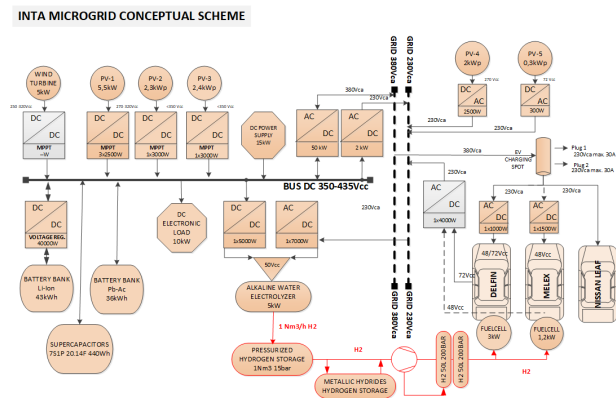 INTA MICROGRID CONCEPTUAL SCHEME
WIND
TURBINE
5kW
PV-1
5,5kWp
PV-2
2,3kWp
PV-3
2,4kWp
PV-4
2kWp
PV-5
0,3kWp
DC
DC
MPPT
DC
DC
MPPT
3x2500W
DC
DC
MPPT
1x3000W
DC
DC
MPPT
1x3000W
DC POWER
SUPPLY
15kW
AC
DC
50 kW
AC
DC
2 kW
380Vca
230Vca
GRID 380Vca
GRID 230Vca
230Vca
230Vca
DC
AC
2500W
DC
AC
300W
380Vca
EV
CHARGING
SPOT
Plug 1
230Vca max. 30A
Plug 2
230Vca max. 30A
BUS DC 350-435Vcc
DC
DC
VOLTAGE REG.
40000W
DC
ELECTRONIC
LOAD
10kW
DC
DC
1x5000W
AC
DC
1x7000W
230Vca
230Vca
AC
DC
1x4000W
230Vca
230Vca
AC
DC
1x1000W
AC
DC
1x1500W
50Vcc
BATTERY BANK
Li-Ion
43kWh
BATTERY BANK
Pb-Ac
36kWh
SUPERCAPACITORS
7S1P 20.14F 440Wh
ALKALINE WATER
ELECTROLYZER
5kW
72Vcc
48Vcc
48/72Vcc
48Vcc
DELFIN
MELEX
NISSAN LEAF
FUELCELL
3kW
FUELCELL
1,2kW
GRID 380Vca
GRID 230Vca
1 Nm3/h H2
PRESSURIZED
HYDROGEN STORAGE
1Nm3 15bar
H2
METALLIC HYDRIDES
HYDROGEN STORAGE
H2 50L 200BAR
H2 50L 200BAR
H2